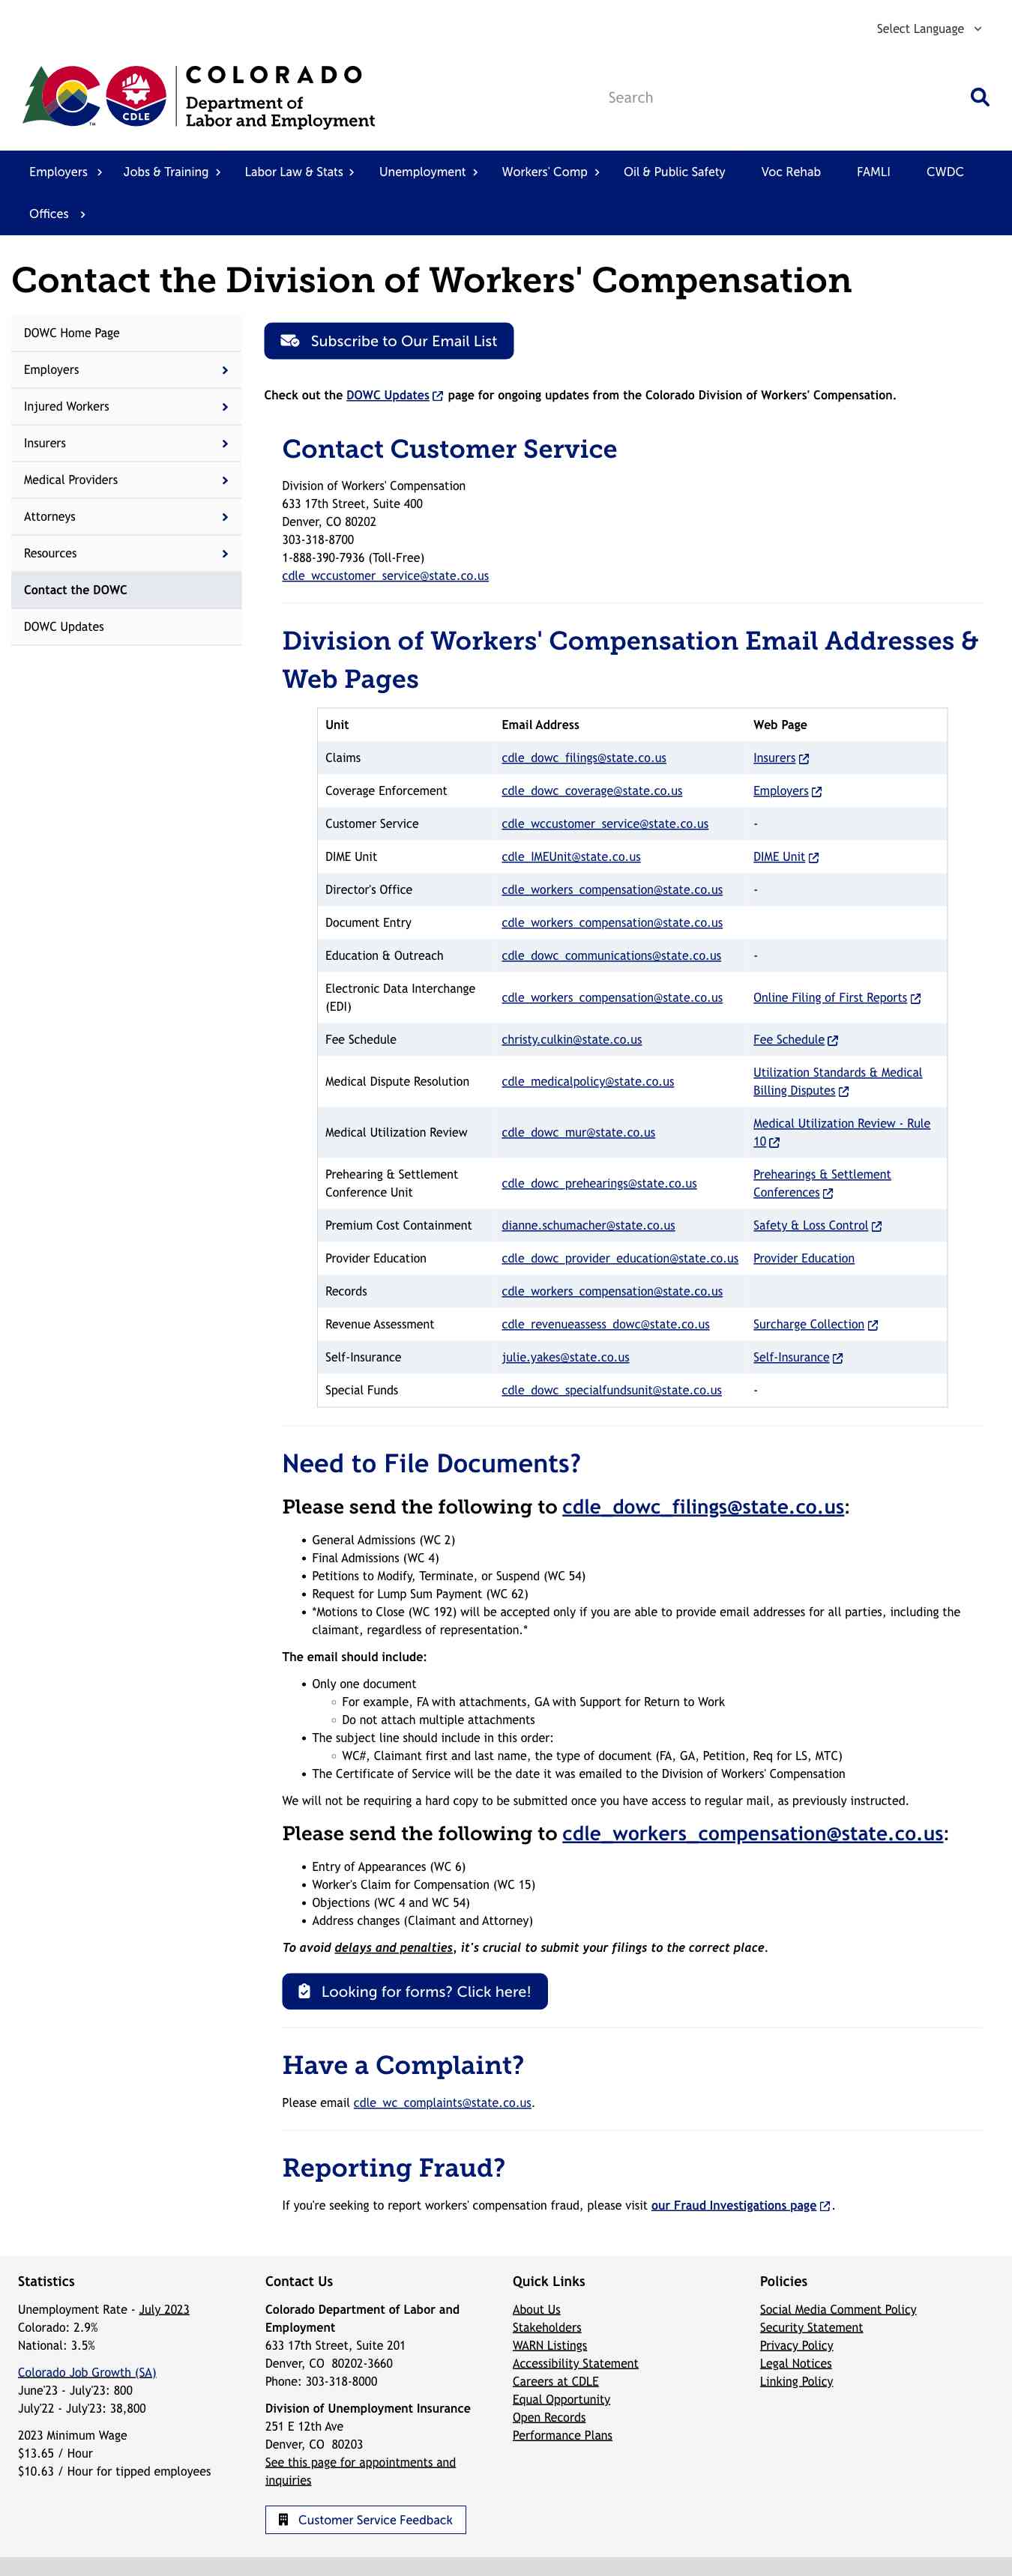 Select Language
COLORADO
Department of
Labor and Employment
CDLE
TM
Search
Employers
Jobs & Training
Labor Law & Stats
Unemployment
Workers' Comp
Oil & Public Safety
Voc Rehab
FAMLI
CWDC
Offices
Contact the Division of Workers' Compensation
DOWC Home Page
Employers
Injured Workers
Insurers
Medical Providers
Attorneys
Resources
Contact the DOWC
DOWC Updates
Subscribe to Our Email List
Check out the DOWC Updates page for ongoing updates from the Colorado Division of Workers' Compensation.
Contact Customer Service
Division of Workers' Compensation
633 17th Street, Suite 400
Denver, CO 80202
303-318-8700
1-888-390-7936 (Toll-Free)
cdle_wccustomer_service@state.co.us
Division of Workers' Compensation Email Addresses &
Web Pages
Unit Email Address Web Page
Claims cdle_dowc_filings@state.co.us Insurers
Coverage Enforcement cdle_dowc_coverage@state.co.us Employers
Customer Service cdle_wccustomer_service@state.co.us -
DIME Unit cdle_IMEUnit@state.co.us DIME Unit
Director's Office cdle_workers_compensation@state.co.us -
Document Entry cdle_workers_compensation@state.co.us
Education & Outreach cdle_dowc_communications@state.co.us -
Electronic Data Interchange
(EDI) cdle_workers_compensation@state.co.us Online Filing of First Reports
Fee Schedule christy.culkin@state.co.us Fee Schedule
Medical Dispute Resolution cdle_medicalpolicy@state.co.us Utilization Standards & Medical
Billing Disputes
Medical Utilization Review cdle_dowc_mur@state.co.us Medical Utilization Review - Rule
10
Prehearing & Settlement
Conference Unit cdle_dowc_prehearings@state.co.us Prehearings & Settlement
Conferences
Premium Cost Containment dianne.schumacher@state.co.us Safety & Loss Control
Provider Education cdle_dowc_provider_education@state.co.us Provider Education
Records cdle_workers_compensation@state.co.us
Revenue Assessment cdle_revenueassess_dowc@state.co.us Surcharge Collection
Self-Insurance julie.yakes@state.co.us Self-Insurance
Special Funds cdle_dowc_specialfundsunit@state.co.us -
Need to File Documents?
Please send the following to cdle_dowc_filings@state.co.us:
• General Admissions (WC 2)
• Final Admissions (WC 4)
• Petitions to Modify, Terminate, or Suspend (WC 54)
• Request for Lump Sum Payment (WC 62)
• *Motions to Close (WC 192) will be accepted only if you are able to provide email addresses for all parties, including the
claimant, regardless of representation.*
The email should include:
• Only one document
◦ For example, FA with attachments, GA with Support for Return to Work
◦ Do not attach multiple attachments
• The subject line should include in this order:
◦ WC#, Claimant first and last name, the type of document (FA, GA, Petition, Req for LS, MTC)
• The Certificate of Service will be the date it was emailed to the Division of Workers' Compensation
We will not be requiring a hard copy to be submitted once you have access to regular mail, as previously instructed.
Please send the following to cdle_workers_compensation@state.co.us:
• Entry of Appearances (WC 6)
• Worker's Claim for Compensation (WC 15)
• Objections (WC 4 and WC 54)
• Address changes (Claimant and Attorney)
To avoid delays and penalties, it's crucial to submit your filings to the correct place.
Looking for forms? Click here!
Have a Complaint?
Please email cdle_wc_complaints@state.co.us.
Reporting Fraud?
If you're seeking to report workers' compensation fraud, please visit our Fraud Investigations page.
Statistics
Unemployment Rate - July 2023
Colorado: 2.9%
National: 3.5%
Colorado Job Growth (SA)
June'23 - July'23: 800
July'22 - July'23: 38,800
2023 Minimum Wage
$13.65 / Hour
$10.63 / Hour for tipped employees
Contact Us
Colorado Department of Labor and
Employment
633 17th Street, Suite 201
Denver, CO 80202-3660
Phone: 303-318-8000
Division of Unemployment Insurance
251 E 12th Ave
Denver, CO 80203
See this page for appointments and
inquiries
Customer Service Feedback
Quick Links
About Us
Stakeholders
WARN Listings
Accessibility Statement
Careers at CDLE
Equal Opportunity
Open Records
Performance Plans
Policies
Social Media Comment Policy
Security Statement
Privacy Policy
Legal Notices
Linking Policy